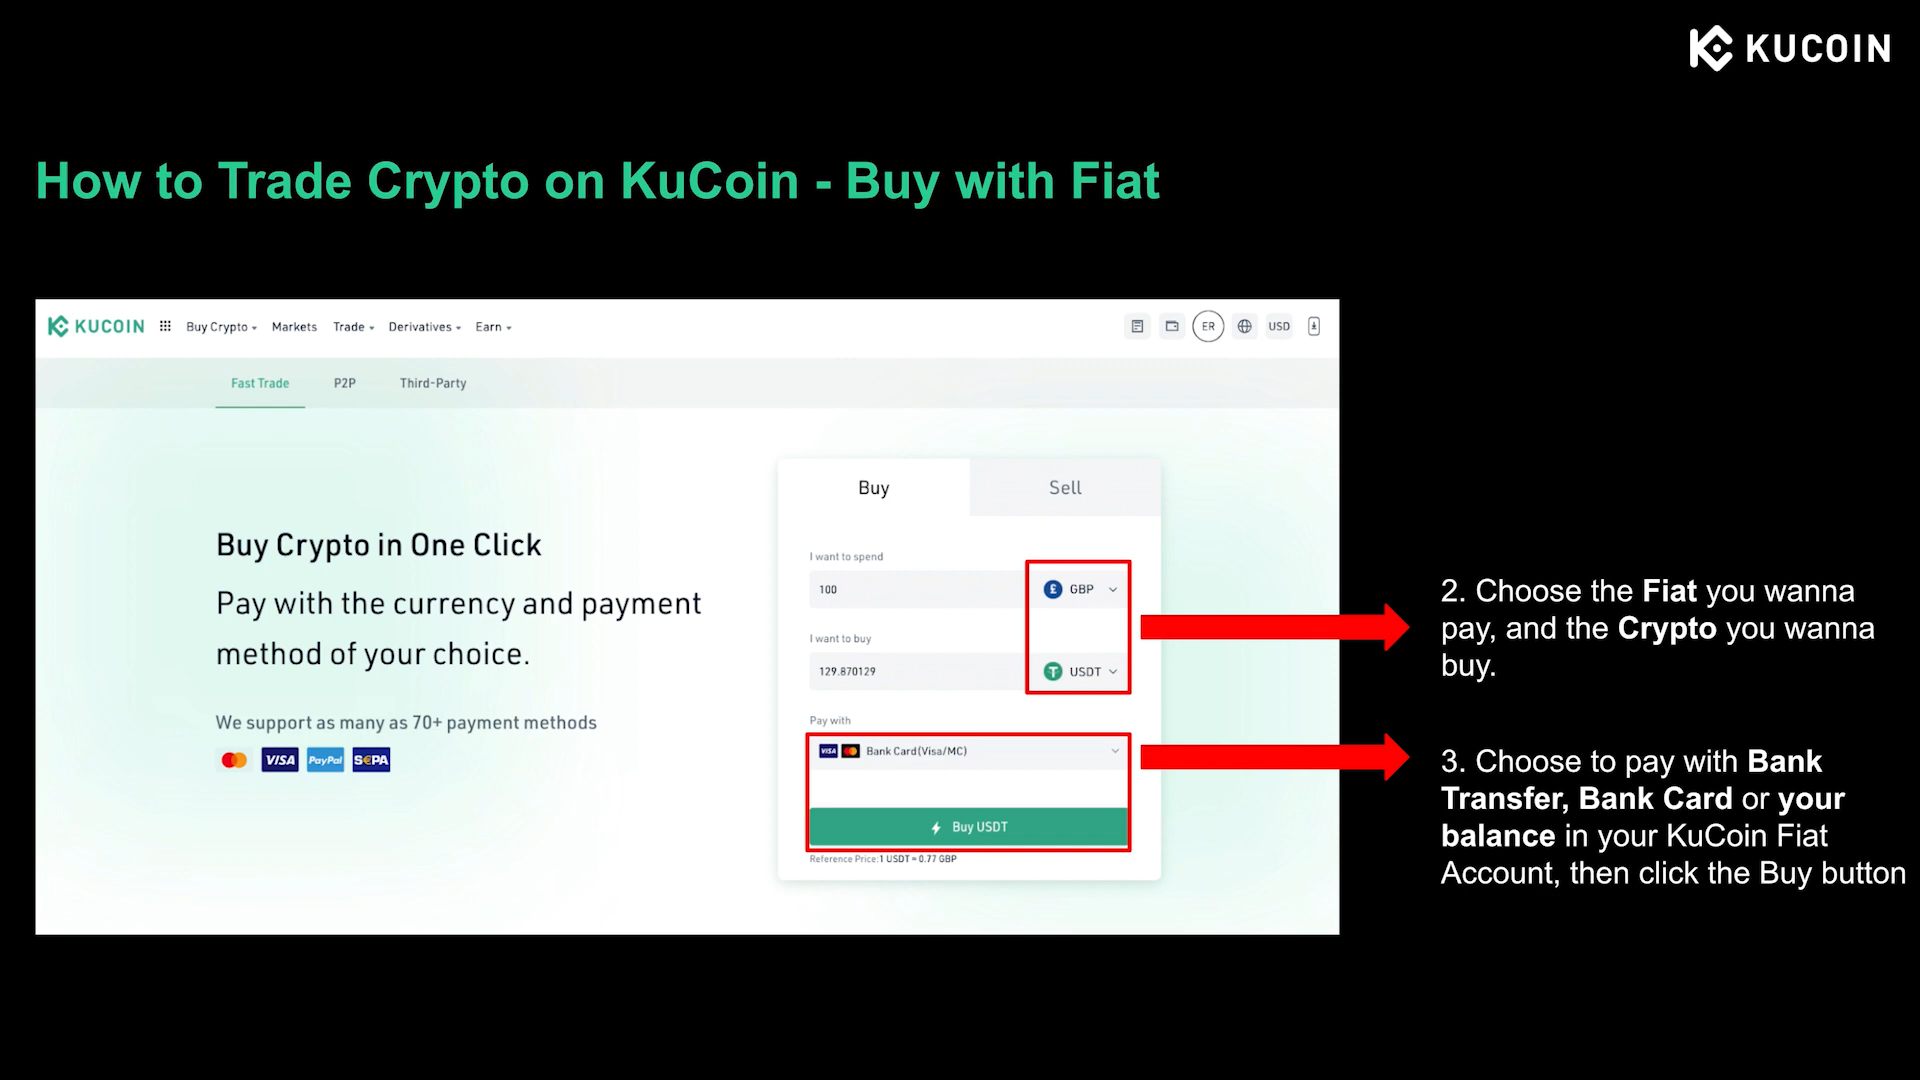 KUCOIN
How to Trade Crypto on KuCoin - Buy with Fiat
KUCOIN Buy Crypto Markets Trade Derivatives Earn ER USD
Fast Trade P2P Third-Party
Buy Sell
Buy Crypto in One Click
Pay with the currency and payment
method of your choice.
We support as many as 70+ payment methods
VISA PayPal S€PA
I want to spend
100 £ GBP
I want to buy
129.870129 T USDT
Pay with
VISA Bank Card(Visa/MC)
Buy USDT
Reference Price:1 USDT ≈ 0.77 GBP
2. Choose the Fiat you wanna
pay, and the Crypto you wanna
buy.
3. Choose to pay with Bank
Transfer, Bank Card or your
balance in your KuCoin Fiat
Account, then click the Buy button